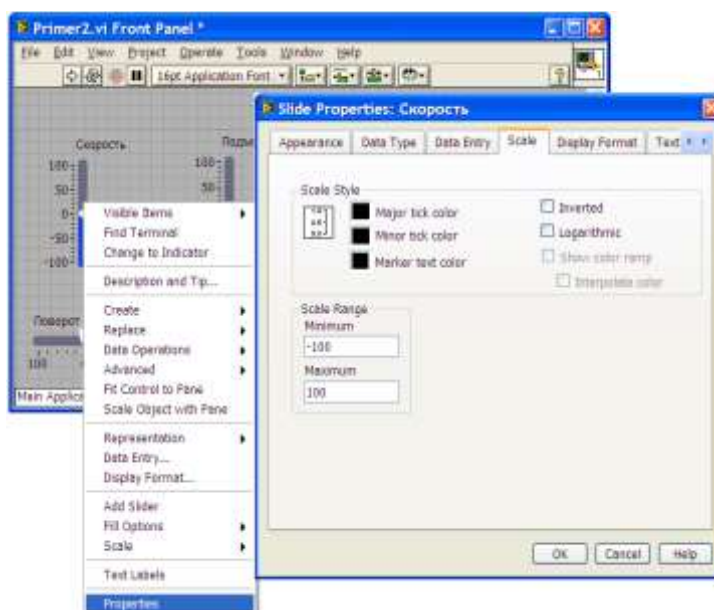 Primer2.vi Front Panel *
File Edit View Project Operate Tools Window Help
16pt Application Font
Скорость
100
50
0
-50
-100
100
50
Поворот
100
Main Applic
Visible Items
Find Terminal
Change to Indicator
Description and Tip...
Create
Replace
Data Operations
Advanced
Fit Control to Pane
Scale Object with Pane
Representation
Data Entry...
Display Format...
Add Slider
Fill Options
Scale
Text Labels
Properties
Slide Properties: Скорость
Appearance Data Type Data Entry Scale Display Format Text
Scale Style
Major tick color
Minor tick color
Marker text color
Inverted
Logarithmic
Show color ramp
Interpolate color
Scale Range
Minimum
-100
Maximum
100
OK Cancel Help